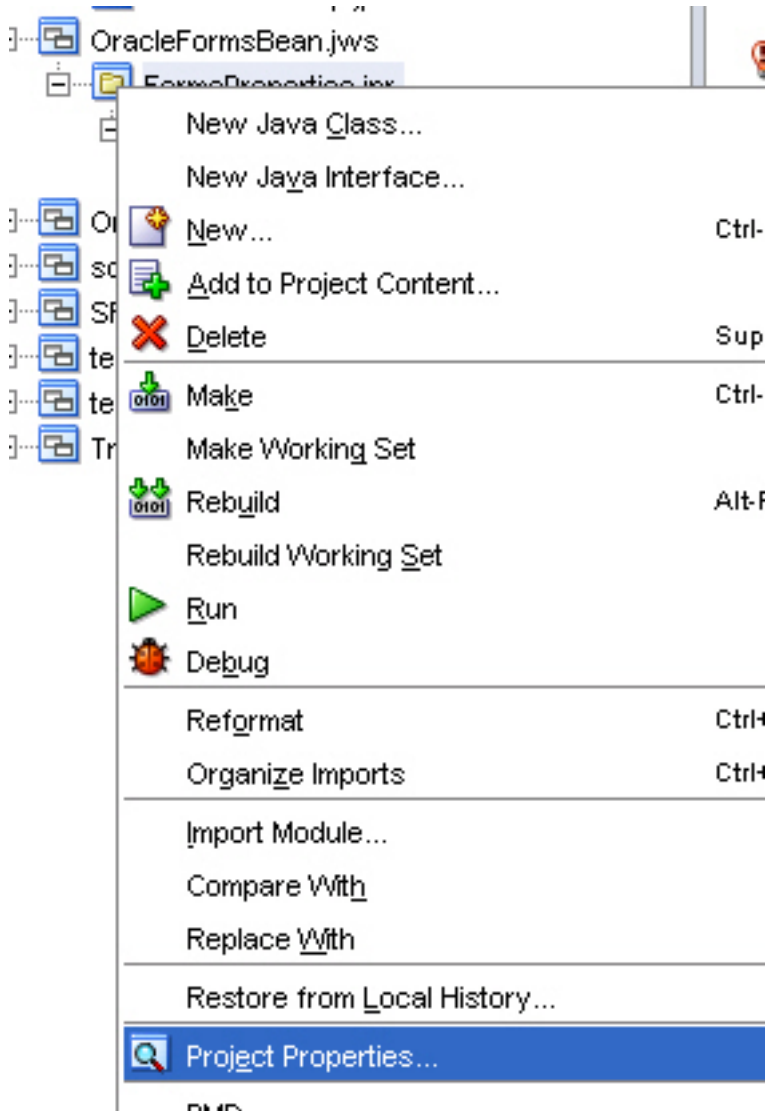 OracleFormsBean.jws
FormsProperties.jpr
New Java Class...
New Java Interface...
New... Ctrl-
Add to Project Content...
Delete Sup
Make Ctrl-
Make Working Set
Rebuild Alt-F
Rebuild Working Set
Run
Debug
Reformat Ctrl+
Organize Imports Ctrl+
Import Module...
Compare With
Replace With
Restore from Local History...
Project Properties...